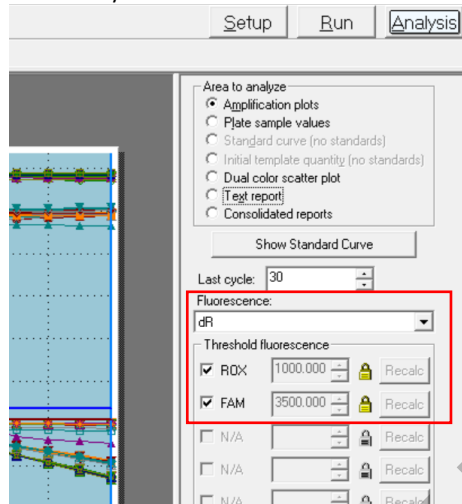 Setup Run Analysis
Area to analyze
Amplification plots
Plate sample values
Standard curve (no standards)
Initial template quantity (no standards)
Dual color scatter plot
Text report
Consolidated reports
Show Standard Curve
Last cycle: 30
Fluorescence:
dR
Threshold fluorescence
ROX 1000.000 Recalc
FAM 3500.000 Recalc
N/A Recalc
N/A Recalc
N/A Recalc